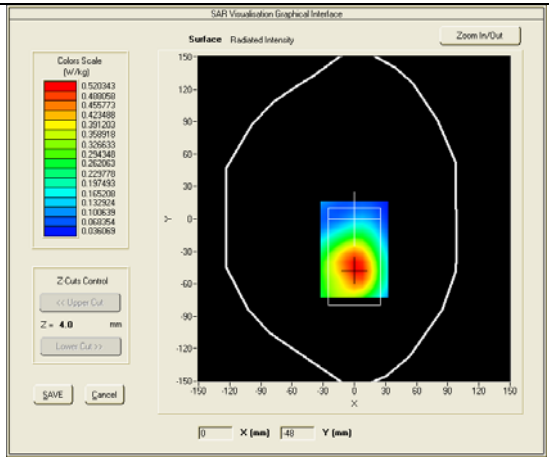 SAR Visualisation Graphical Interface
Surface Radiated Intensity
Zoom In/Out
Colors Scale
(W/kg)
0.520343
0.488058
0.455773
0.423488
0.391203
0.358918
0.326633
0.294348
0.262063
0.229778
0.197493
0.165208
0.132924
0.100639
0.068354
0.036069
Z Cuts Control
<< Upper Cut
Z = 4.0 mm
Lower Cut >>
SAVE
Cancel
150
120
90
60
30
0
-30
-60
-90
-120
-150
Y
-150 -120 -90 -60 -30 0 30 60 90 120 150
X
0 X (mm) -48 Y (mm)